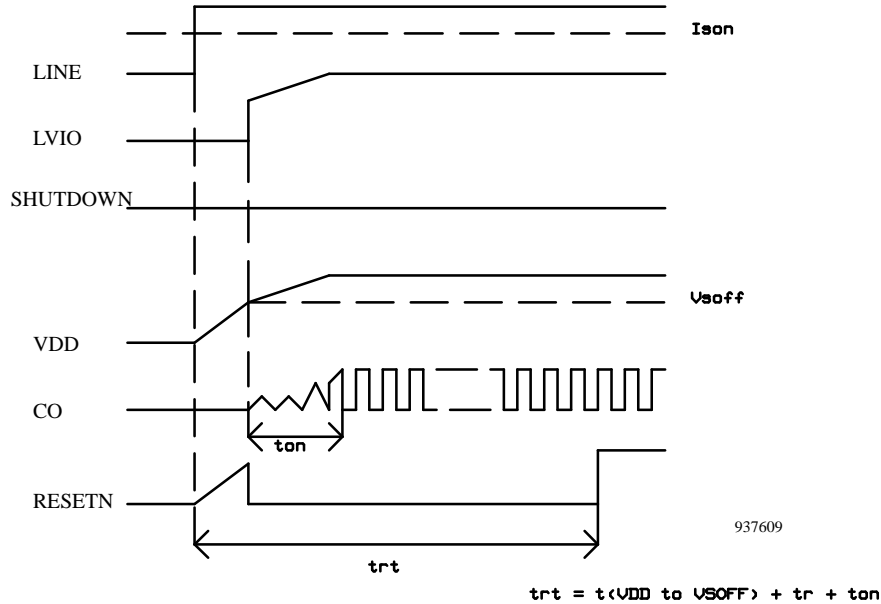 Ison
LINE
LVIO
SHUTDOWN
Vsoff
VDD
CO
ton
RESETN
937609
trt
trt = t(VDD to VSOFF) + tr + ton